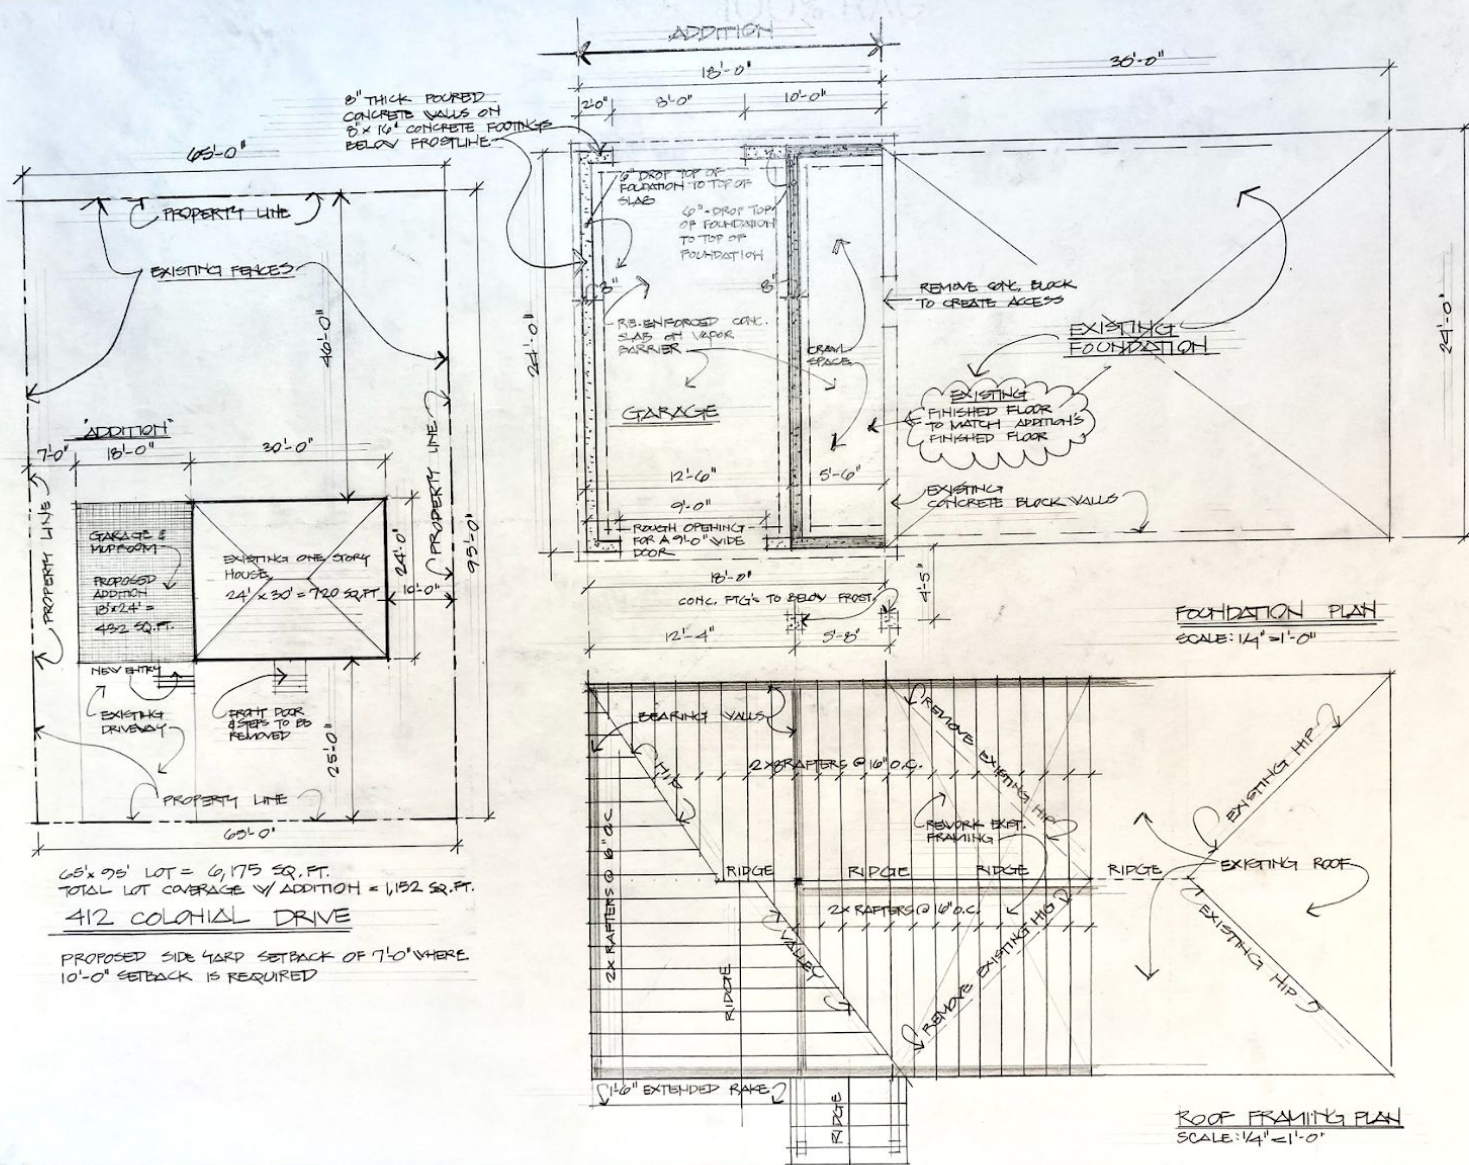 65'-0"
PROPERTY LINE
EXISTING FENCES
46'-0"
"ADDITION"
7'-0"
18'-0"
30'-0"
PROPERTY LINE
PROPERTY LINE
95'-0"
GARAGE &
MUDROOM
PROPOSED
ADDITION
18'x24' =
432 SQ.FT.
EXISTING ONE STORY
HOUSE
24' x 30' = 720 SQ.FT
24'-0"
10'-0"
NEW ENTRY
EXISTING
DRIVEWAY
FRONT DOOR
& STEPS TO BE
REMOVED
25'-0"
PROPERTY LINE
65'-0"
65'x 95' LOT = 6,175 SQ.FT.
TOTAL LOT COVERAGE W/ ADDITION = 1,152 SQ.FT.
412 COLONIAL DRIVE
PROPOSED SIDE YARD SETBACK OF 7'-0" WHERE
10'-0" SETBACK IS REQUIRED
ADDITION
18'-0"
2'-0"
8'-0"
10'-0"
8" THICK POURED
CONCRETE WALLS ON
8"x 16" CONCRETE FOOTINGS
BELOW FROSTLINE
6" DROP TOP OF
FOUNDATION TO TOP OF
SLAB
6"-DROP TOP
OF FOUNDATION
TO TOP OF
FOUNDATION
8"
8"
24'-0"
RE-ENFORCED CONC.
SLAB ON VAPOR
BARRIER
CRAWL
SPACE
GARAGE
12'-6"
5'-6"
9'-0"
ROUGH OPENING
FOR A 9'-0" WIDE
DOOR
REMOVE CONC. BLOCK
TO CREATE ACCESS
EXISTING
FOUNDATION
EXISTING
FINISHED FLOOR
TO MATCH ADDITION'S
FINISHED FLOOR
EXISTING
CONCRETE BLOCK WALLS
24'-0"
18'-0"
CONC. FTG'S TO BELOW FROST.
4'-5"
12'-4"
5'-8"
FOUNDATION PLAN
SCALE: 1/4" = 1'-0"
BEARING WALLS
HIP
2x8 RAFTERS @ 16" O.C.
REMOVE EXISTING HIP
REWORK EXIST.
FRAMING
EXISTING HIP
2X RAFTERS @ 16" O.C.
RIDGE
RIDGE
RIDGE
RIDGE
EXISTING ROOF
2X RAFTERS @ 16" O.C.
VALLEY
RIDGE
REMOVE EXISTING HIP
EXISTING HIP
1'-6" EXTENDED RAKE
RIDGE
ROOF FRAMING PLAN
SCALE: 1/4" = 1'-0"